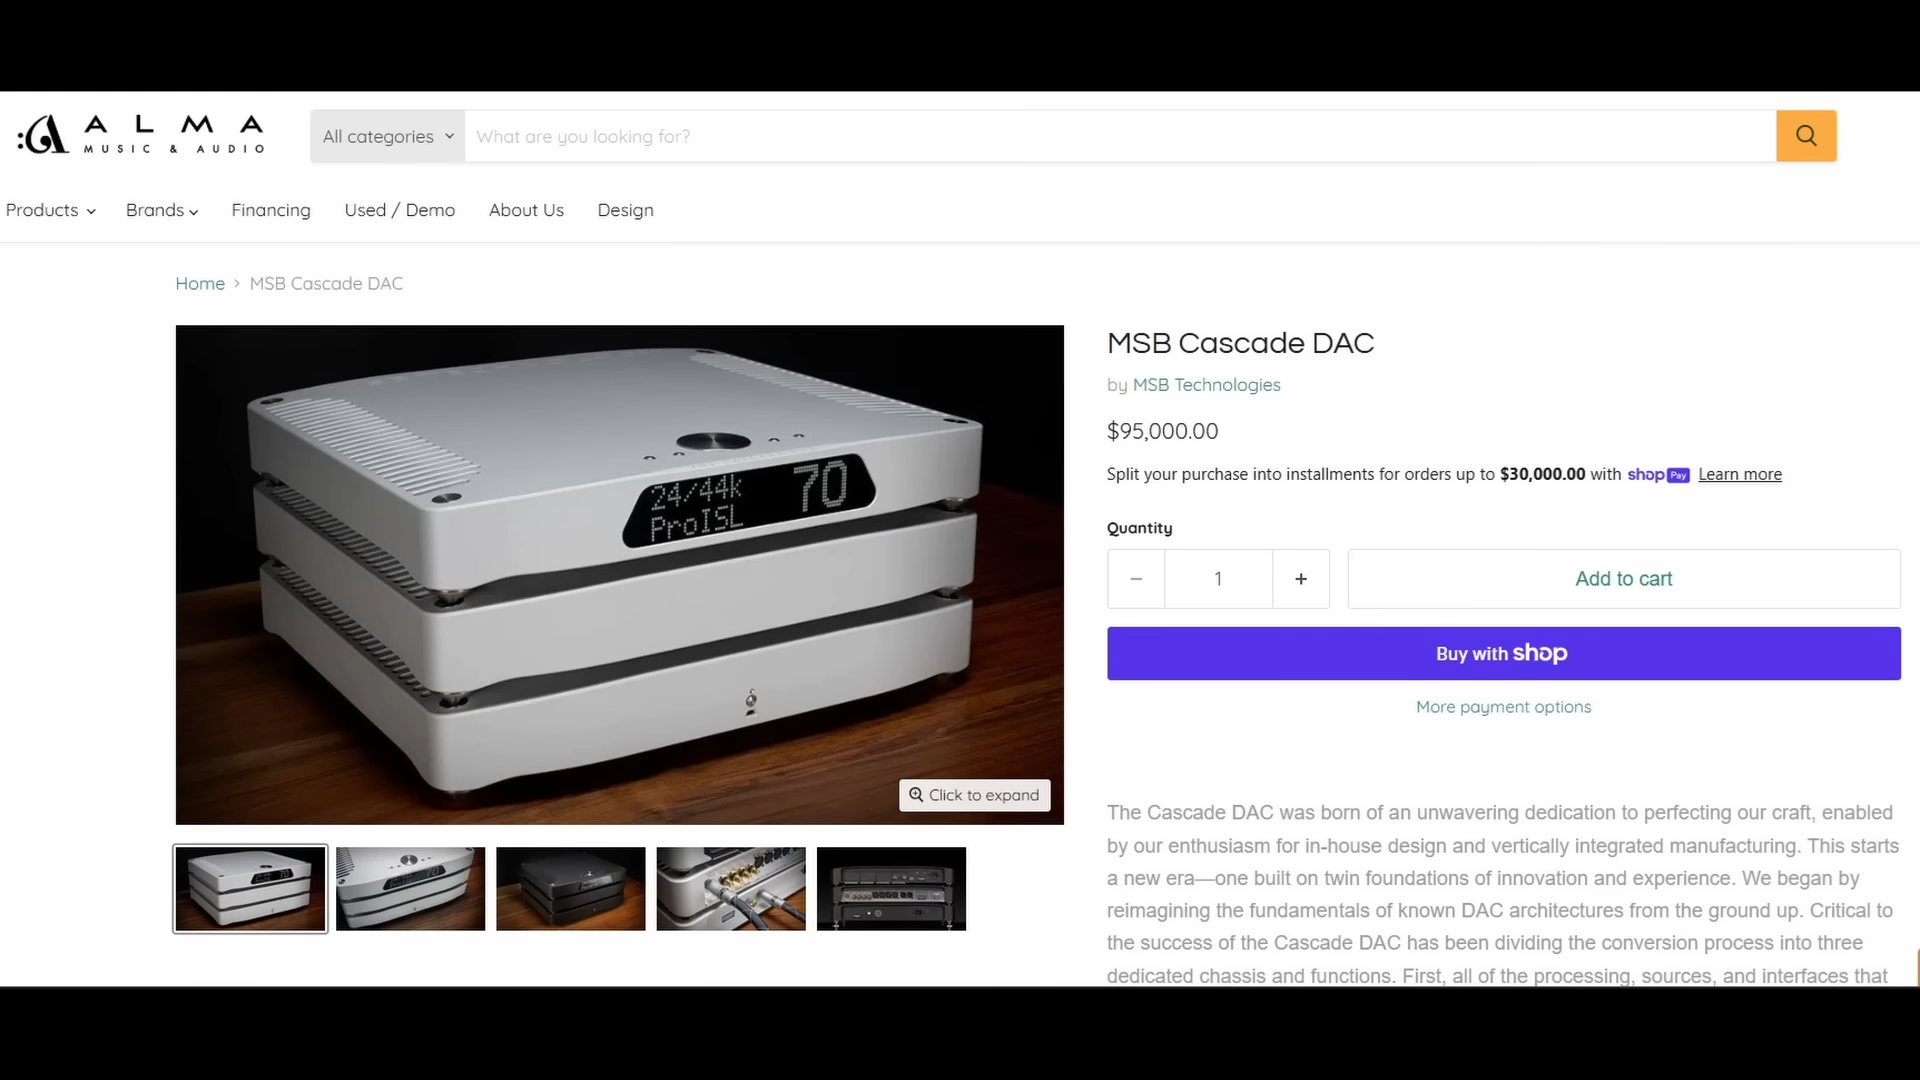 ALMA
MUSIC & AUDIO
All categories
What are you looking for?
Products
Brands
Financing
Used / Demo
About Us
Design
Home > MSB Cascade DAC
24/44k 70
ProISL
Click to expand
MSB Cascade DAC
by MSB Technologies
$95,000.00
Split your purchase into installments for orders up to $30,000.00 with shop Pay Learn more
Quantity
− 1 +
Add to cart
Buy with shop
More payment options
The Cascade DAC was born of an unwavering dedication to perfecting our craft, enabled
by our enthusiasm for in-house design and vertically integrated manufacturing. This starts
a new era—one built on twin foundations of innovation and experience. We began by
reimagining the fundamentals of known DAC architectures from the ground up. Critical to
the success of the Cascade DAC has been dividing the conversion process into three
dedicated chassis and functions. First, all of the processing, sources, and interfaces that